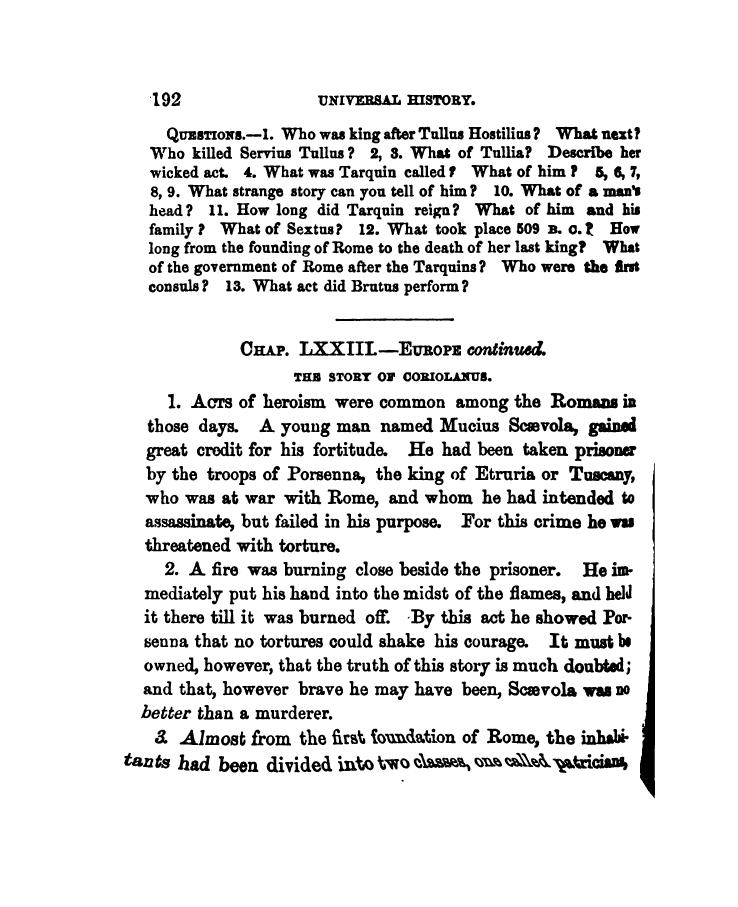 192 UNIVERSAL HISTORY.
QUESTIONS.—1. Who was king after Tullus Hostilius? What next?
Who killed Servius Tullus? 2, 3. What of Tullia? Describe her
wicked act. 4. What was Tarquin called? What of him? 5, 6, 7,
8, 9. What strange story can you tell of him? 10. What of a man's
head? 11. How long did Tarquin reign? What of him and his
family? What of Sextus? 12. What took place 509 B. C.? How
long from the founding of Rome to the death of her last king? What
of the government of Rome after the Tarquins? Who were the first
consuls? 13. What act did Brutus perform?
CHAP. LXXIII.—EUROPE continued.
THE STORY OF CORIOLANUS.
1. ACTS of heroism were common among the Romans in
those days. A young man named Mucius Scævola, gained
great credit for his fortitude. He had been taken prisoner
by the troops of Porsenna, the king of Etruria or Tuscany,
who was at war with Rome, and whom he had intended to
assassinate, but failed in his purpose. For this crime he was
threatened with torture.
2. A fire was burning close beside the prisoner. He im-
mediately put his hand into the midst of the flames, and held
it there till it was burned off. By this act he showed Por-
senna that no tortures could shake his courage. It must be
owned, however, that the truth of this story is much doubted;
and that, however brave he may have been, Scævola was no
better than a murderer.
3. Almost from the first foundation of Rome, the inhabi-
tants had been divided into two classes, one called patricians,